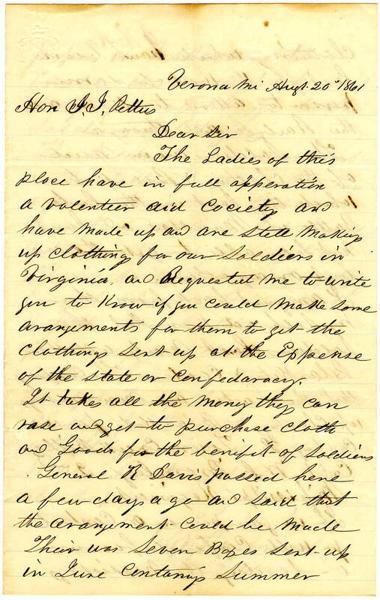 Verona Mi Augt 20th 1861
Hon J. J. Pettus
Dear Sir
The Ladies of this
place have in full opperation
a volenteer aid Cociety and
have made up and are stell making
up clothing for our Soldiers in
Virginia, and Requested me to write
you to Know if you could make some
arangements for them to get the
clothing sent up at the Expense
of the state or confedaracy.
It takes all the money they can
rase and get to purchase cloth
and Goods for the benifit of soldiers
. General R Davis passed here
a few days a go and said that
the arangement could be made
Their was seven Boxes sent up
in June Contanig Summer